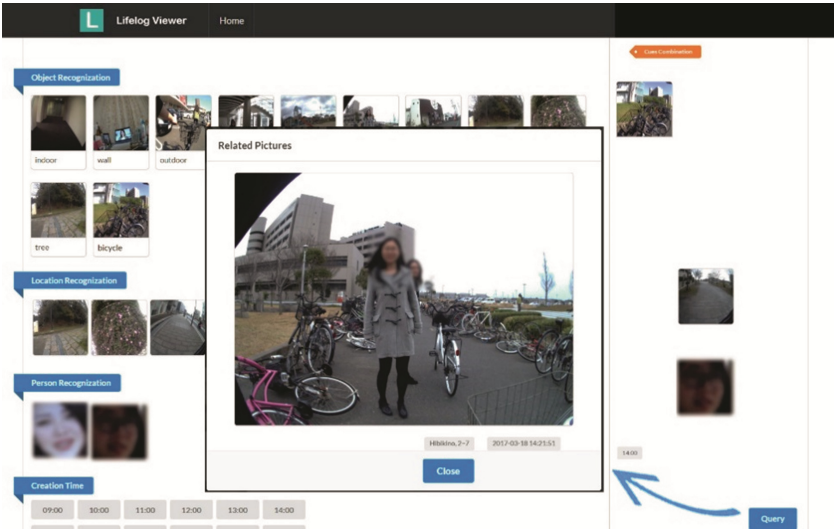 L Lifelog Viewer Home
Cues Combination
Object Recognization
indoor wall outdoor
tree bicycle
Location Recognization
Person Recognization
Creation Time
09:00 10:00 11:00 12:00 13:00 14:00
Related Pictures
Hibikino, 2-7 2017-03-18 14:21:51
Close
14:00
Query